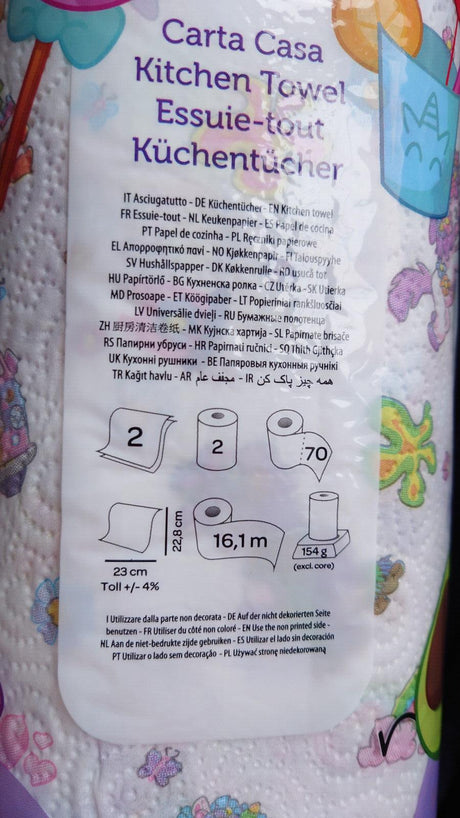 Carta Casa
Kitchen Towel
Essuie-tout
Küchentücher
IT Asciugatutto - DE Küchentücher - EN Kitchen towel
FR Essuie-tout - NL Keukenpapier - ES Papel de cocina
PT Papel de cozinha - PL Ręczniki papierowe
EL Απορροφητικό πανί - NO Kjøkkenpapir - FI Talouspyyhe
SV Hushållspapper - DK Køkkenrulle - RO usucă tot
HU Papírtörlő - BG Кухненска ролка - CZ Utěrka - SK Utierka
MD Prosoape - ET Köögipaber - LT Popieriniai rankšluosčiai
LV Universālie dvieļi - RU Бумажные полотенца
ZH 厨房清洁卷纸 - MK Кујнска хартија - SL Papirnate brisače
RS Папирни убруси - HR Papirnati ručnici - SQ Thith Gjithçka
UK Кухонні рушники - BE Папяровыя кухонныя ручнікі
TR Kağıt havlu - AR مجفف عام - IR همه چیز پاک کن
2
2
70
22,8 cm
23 cm
Toll +/- 4%
16,1 m
154 g
(excl. core)
I Utilizzare dalla parte non decorata - DE Auf der nicht dekorierten Seite
benutzen - FR Utiliser du côté non coloré - EN Use the non printed side -
NL Aan de niet-bedrukte zijde gebruiken - ES Utilizar el lado sin decoración
PT Utilizar o lado sem decoração - PL Używać stronę niedekorowaną